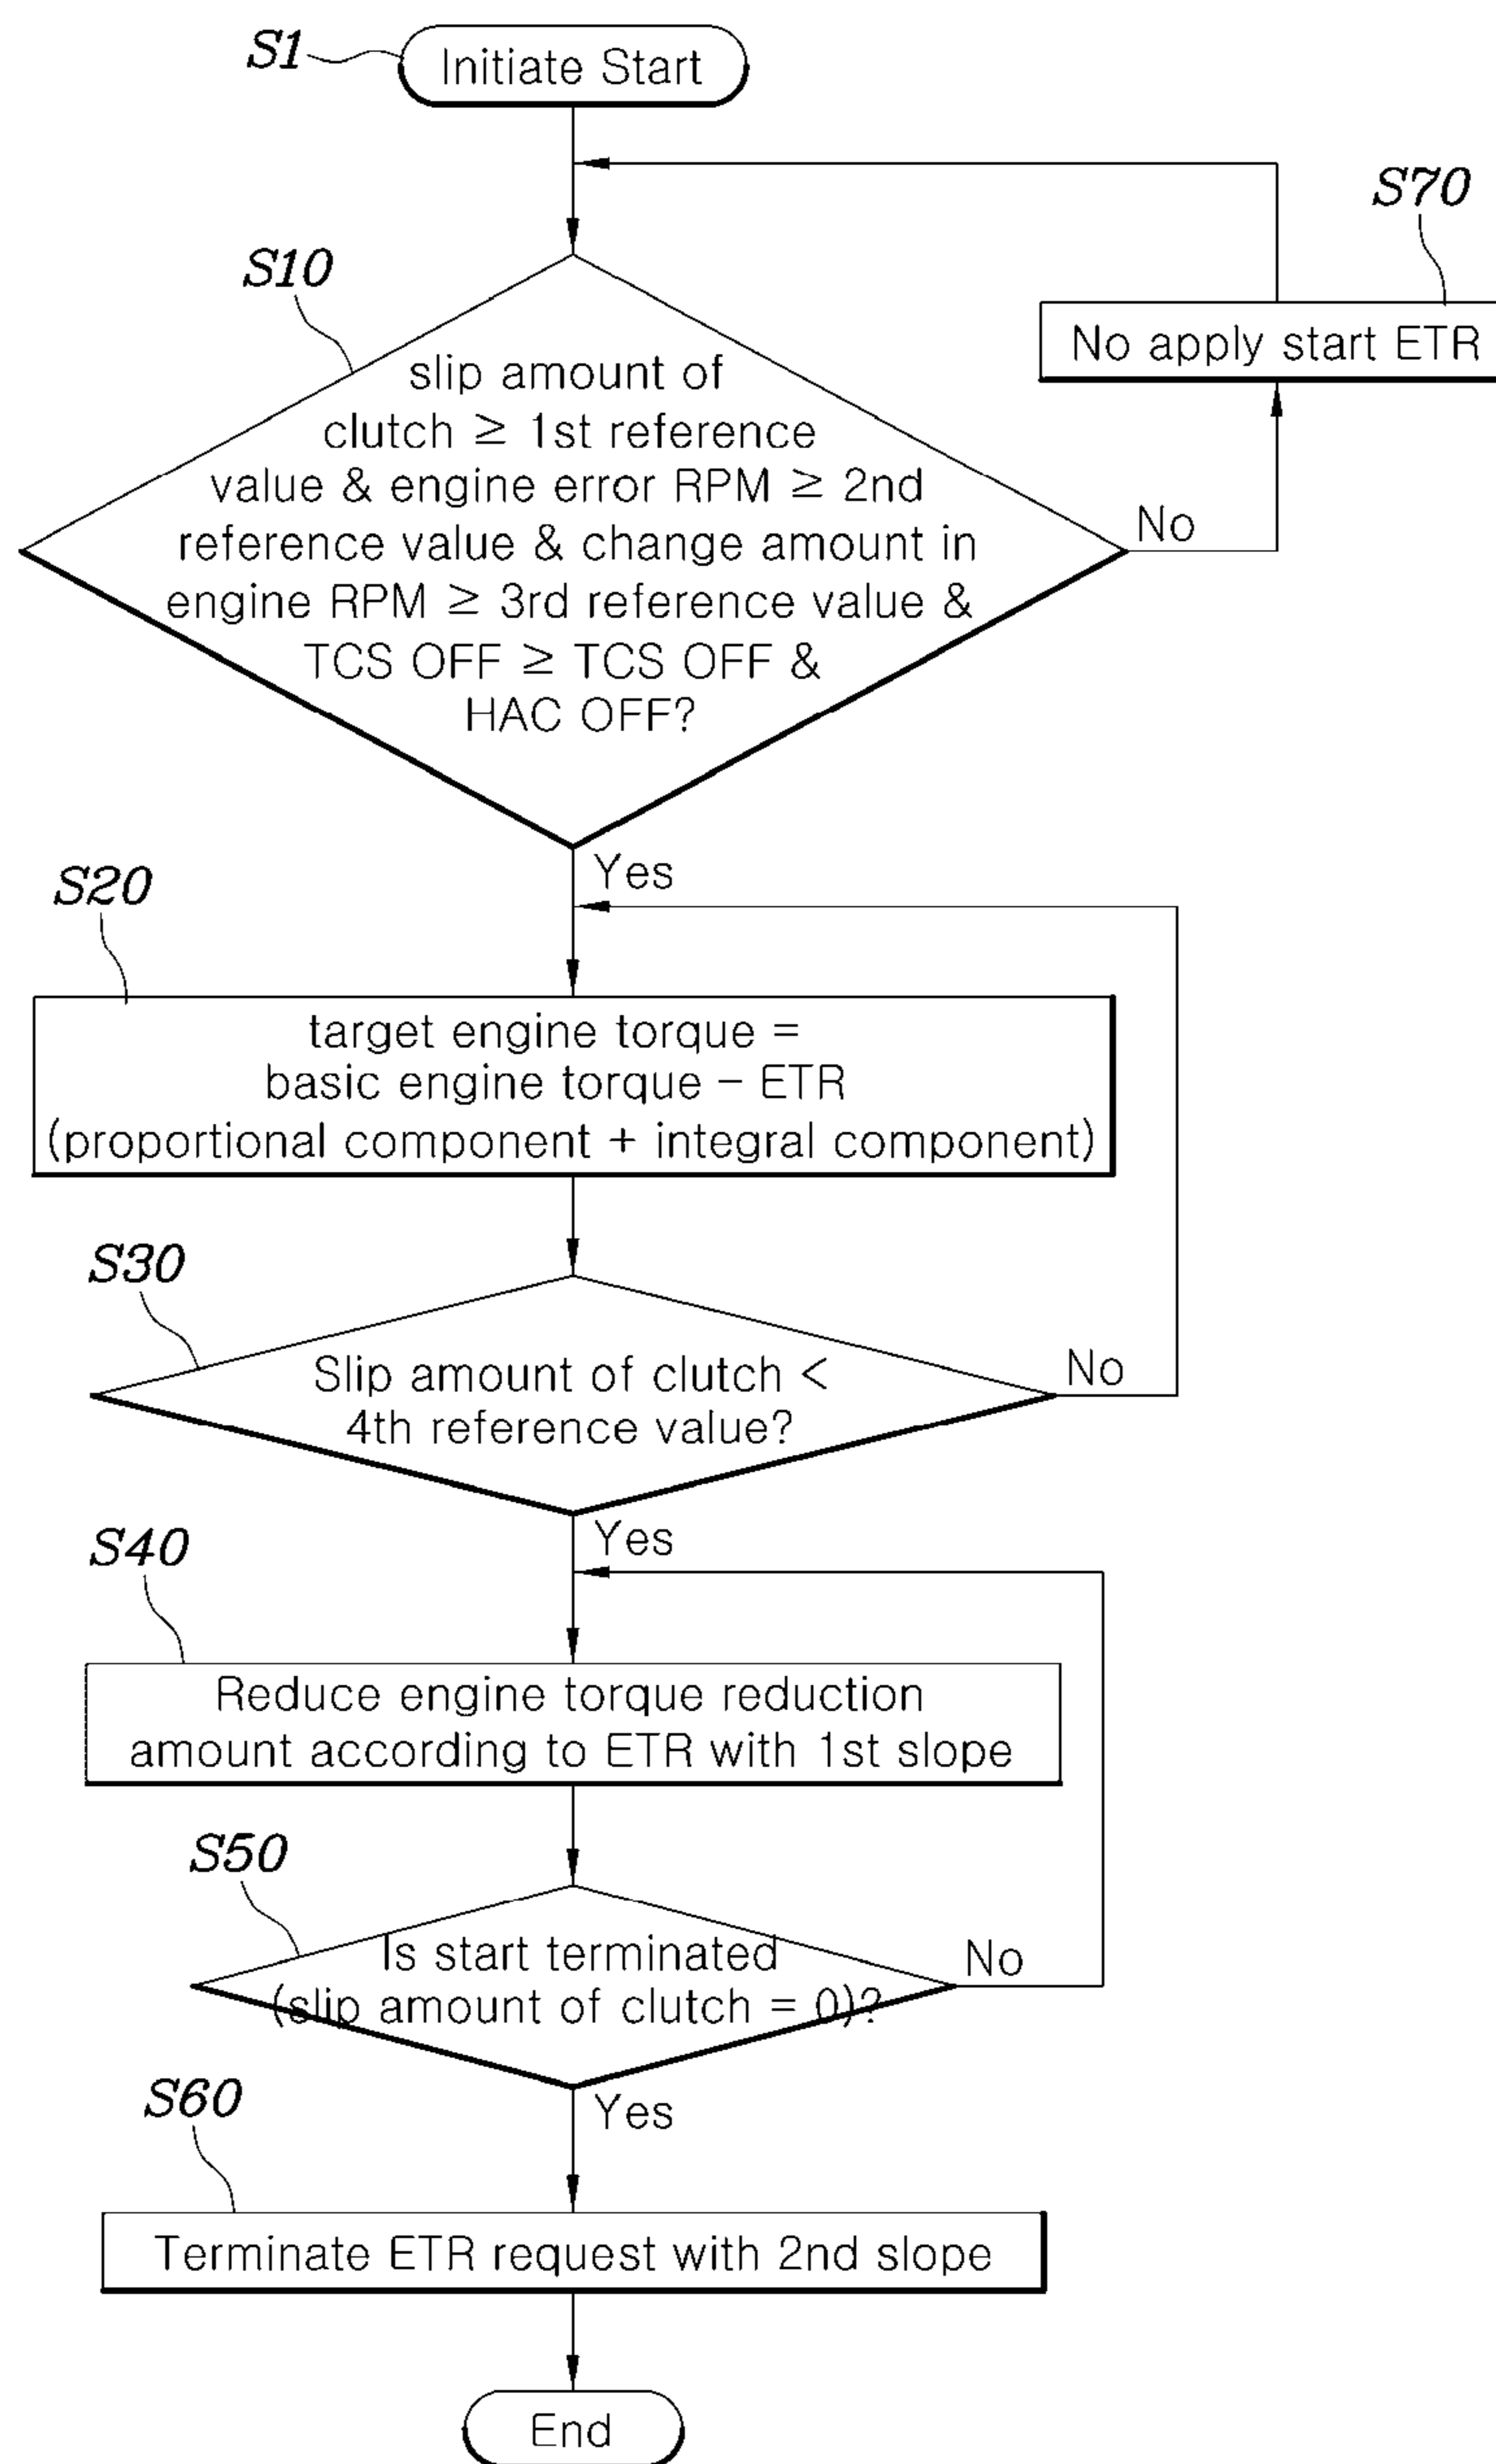 S1
Initiate Start
S70
No apply start ETR
S10
slip amount of
clutch ≥ 1st reference
value & engine error RPM ≥ 2nd
reference value & change amount in
engine RPM ≥ 3rd reference value &
TCS OFF ≥ TCS OFF &
HAC OFF?
No
Yes
S20
target engine torque =
basic engine torque – ETR
(proportional component + integral component)
S30
Slip amount of clutch <
4th reference value?
No
Yes
S40
Reduce engine torque reduction
amount according to ETR with 1st slope
S50
Is start terminated
(slip amount of clutch = 0)?
No
Yes
S60
Terminate ETR request with 2nd slope
End